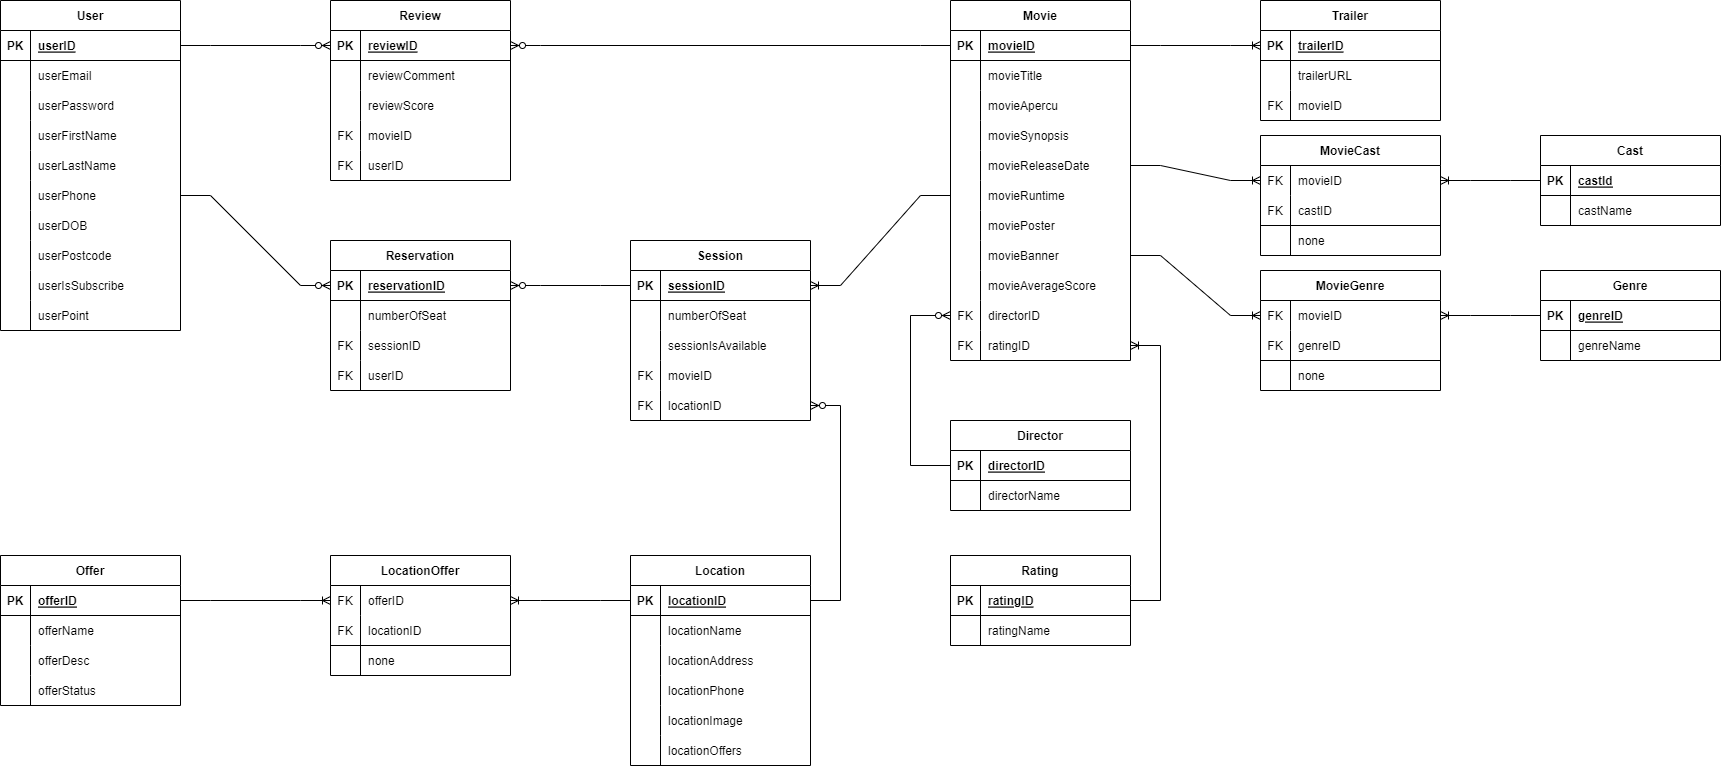 User
PK userID
userEmail
userPassword
userFirstName
userLastName
userPhone
userDOB
userPostcode
userIsSubscribe
userPoint
Review
PK reviewID
reviewComment
reviewScore
FK movieID
FK userID
Movie
PK movieID
movieTitle
movieApercu
movieSynopsis
movieReleaseDate
movieRuntime
moviePoster
movieBanner
movieAverageScore
FK directorID
FK ratingID
Trailer
PK trailerID
trailerURL
FK movieID
MovieCast
FK movieID
FK castID
none
Cast
PK castId
castName
Reservation
PK reservationID
numberOfSeat
FK sessionID
FK userID
Session
PK sessionID
numberOfSeat
sessionIsAvailable
FK movieID
FK locationID
MovieGenre
FK movieID
FK genreID
none
Genre
PK genreID
genreName
Director
PK directorID
directorName
Offer
PK offerID
offerName
offerDesc
offerStatus
LocationOffer
FK offerID
FK locationID
none
Location
PK locationID
locationName
locationAddress
locationPhone
locationImage
locationOffers
Rating
PK ratingID
ratingName